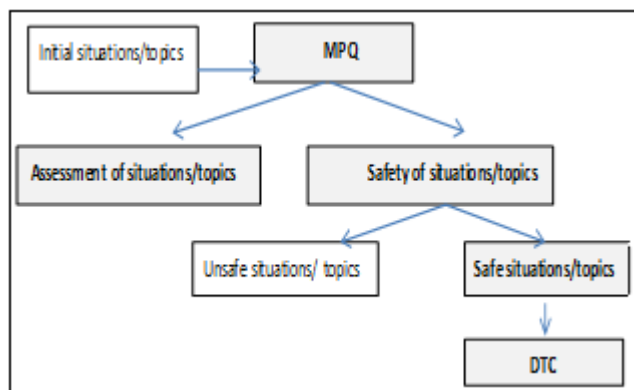 Initial situations/topics
MPQ
Assessment of situations/topics
Safety of situations/topics
Unsafe situations/ topics
Safe situations/topics
DTC